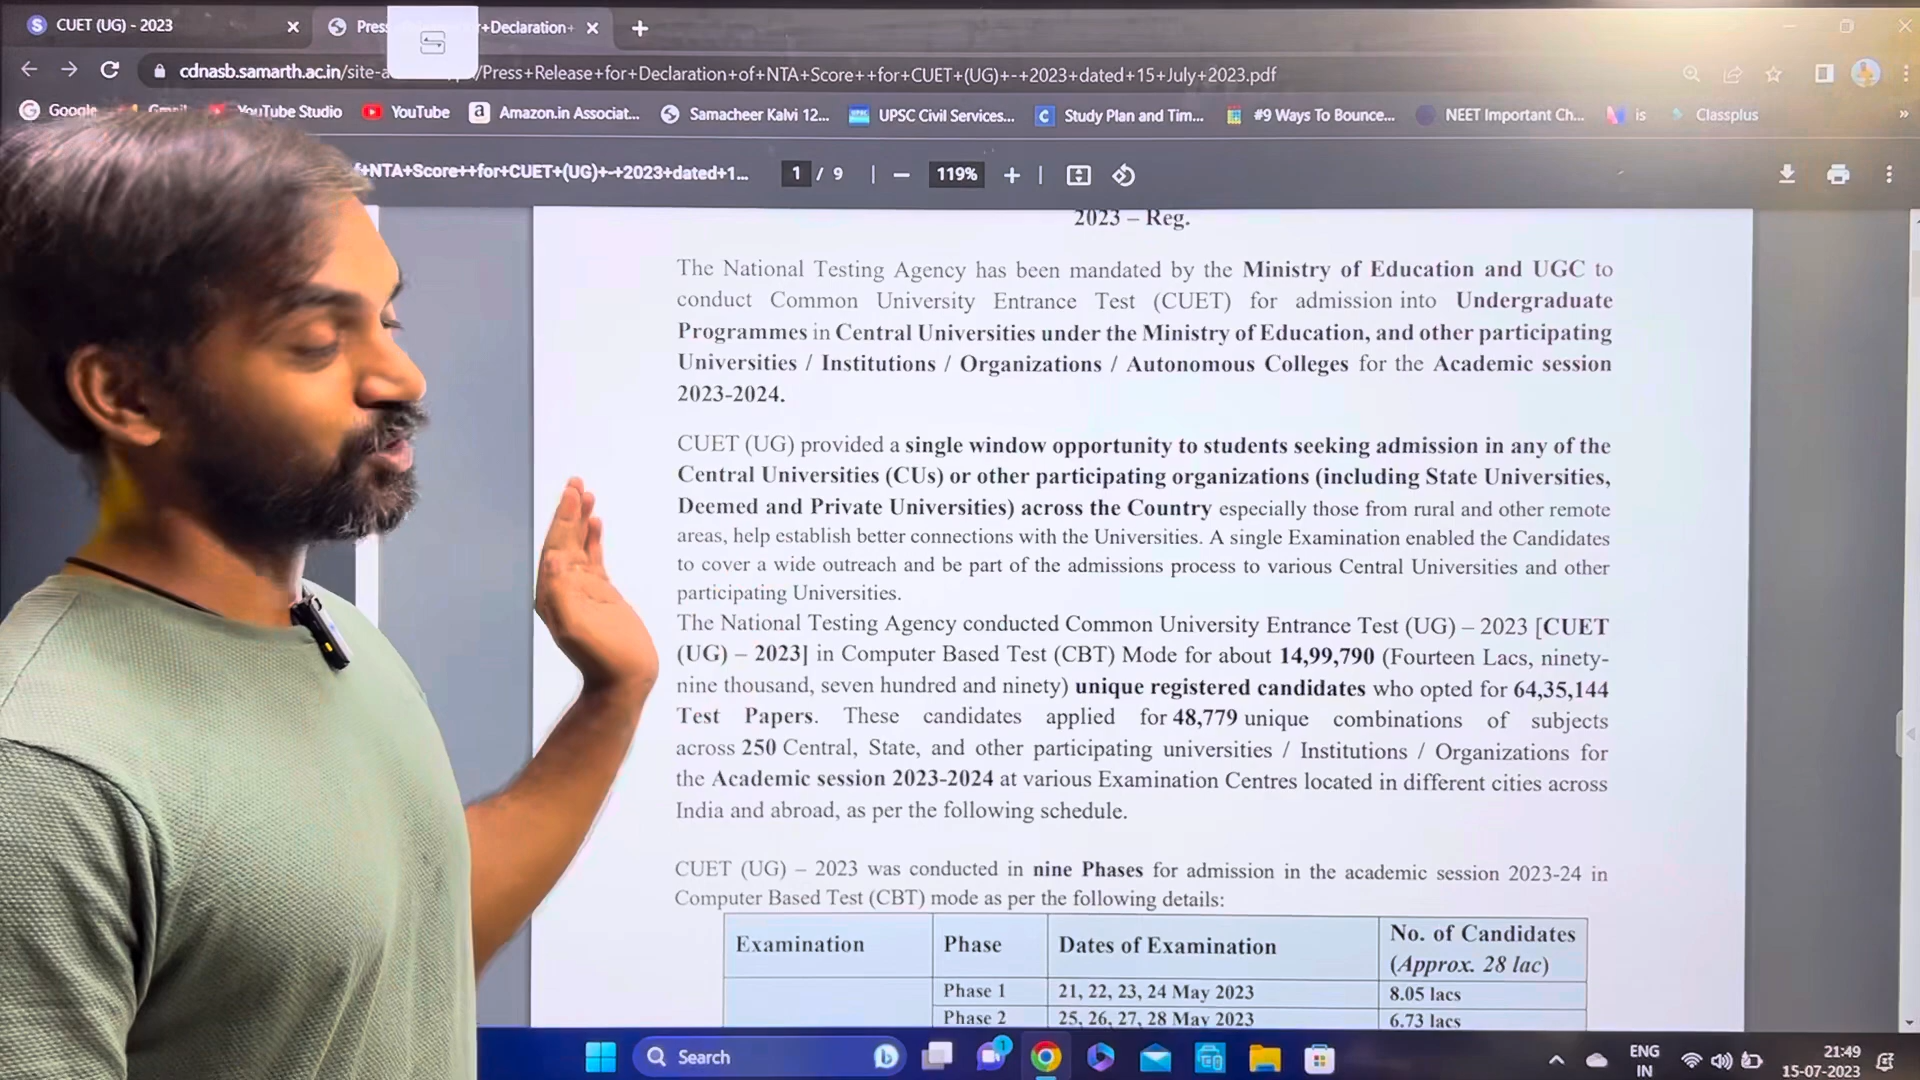 CUET (UG) - 2023
Press
+Declaration+
cdnasb.samarth.ac.in/site-a
/Press+Release+for+Declaration+of+NTA+Score++for+CUET+(UG)+-+2023+dated+15+July+2023.pdf
Google
Gmail
YouTube Studio
YouTube
Amazon.in Associat...
Samacheer Kalvi 12...
UPSC Civil Services...
Study Plan and Tim...
#9 Ways To Bounce...
NEET Important Ch...
is
Classplus
»
f+NTA+Score++for+CUET+(UG)+-+2023+dated+1...
1 / 9
119%
2023 – Reg.
The National Testing Agency has been mandated by the Ministry of Education and UGC to
conduct Common University Entrance Test (CUET) for admission into Undergraduate
Programmes in Central Universities under the Ministry of Education, and other participating
Universities / Institutions / Organizations / Autonomous Colleges for the Academic session
2023-2024.
CUET (UG) provided a single window opportunity to students seeking admission in any of the
Central Universities (CUs) or other participating organizations (including State Universities,
Deemed and Private Universities) across the Country especially those from rural and other remote
areas, help establish better connections with the Universities. A single Examination enabled the Candidates
to cover a wide outreach and be part of the admissions process to various Central Universities and other
participating Universities.
The National Testing Agency conducted Common University Entrance Test (UG) – 2023 [CUET
(UG) – 2023] in Computer Based Test (CBT) Mode for about 14,99,790 (Fourteen Lacs, ninety-
nine thousand, seven hundred and ninety) unique registered candidates who opted for 64,35,144
Test Papers. These candidates applied for 48,779 unique combinations of subjects
across 250 Central, State, and other participating universities / Institutions / Organizations for
the Academic session 2023-2024 at various Examination Centres located in different cities across
India and abroad, as per the following schedule.
CUET (UG) – 2023 was conducted in nine Phases for admission in the academic session 2023-24 in
Computer Based Test (CBT) mode as per the following details:
Examination
Phase
Dates of Examination
No. of Candidates
(Approx. 28 lac)
Phase 1
21, 22, 23, 24 May 2023
8.05 lacs
Phase 2
25, 26, 27, 28 May 2023
6.73 lacs
Search
1
ENG
IN
21:49
15-07-2023